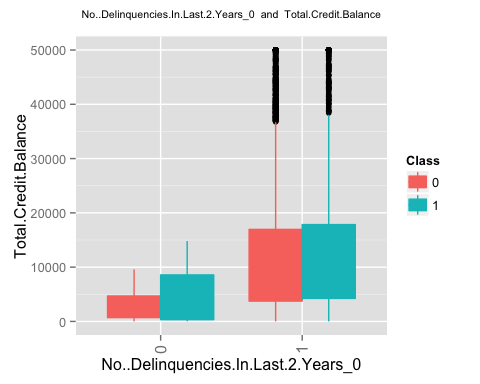 No..Delinquencies.In.Last.2.Years_0 and Total.Credit.Balance
50000
40000
30000
20000
10000
0
Total.Credit.Balance
0
1
No..Delinquencies.In.Last.2.Years_0
Class
0
1